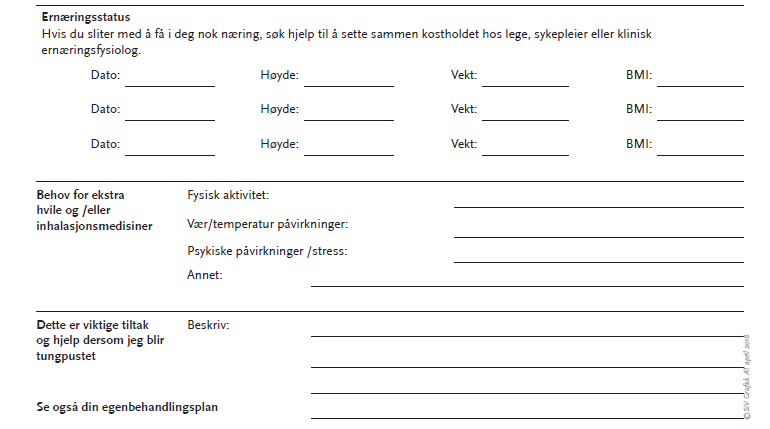 Ernæringsstatus
Hvis du sliter med å få i deg nok næring, søk hjelp til å sette sammen kostholdet hos lege, sykepleier eller klinisk
ernæringsfysiolog.
Dato: Høyde: Vekt: BMI:
Dato: Høyde: Vekt: BMI:
Dato: Høyde: Vekt: BMI:
Behov for ekstra
hvile og /eller
inhalasjonsmedisiner
Fysisk aktivitet:
Vær/temperatur påvirkninger:
Psykiske påvirkninger /stress:
Annet:
Dette er viktige tiltak
og hjelp dersom jeg blir
tungpustet
Beskriv:
Se også din egenbehandlingsplan
©SiV Grafisk AT april 2018